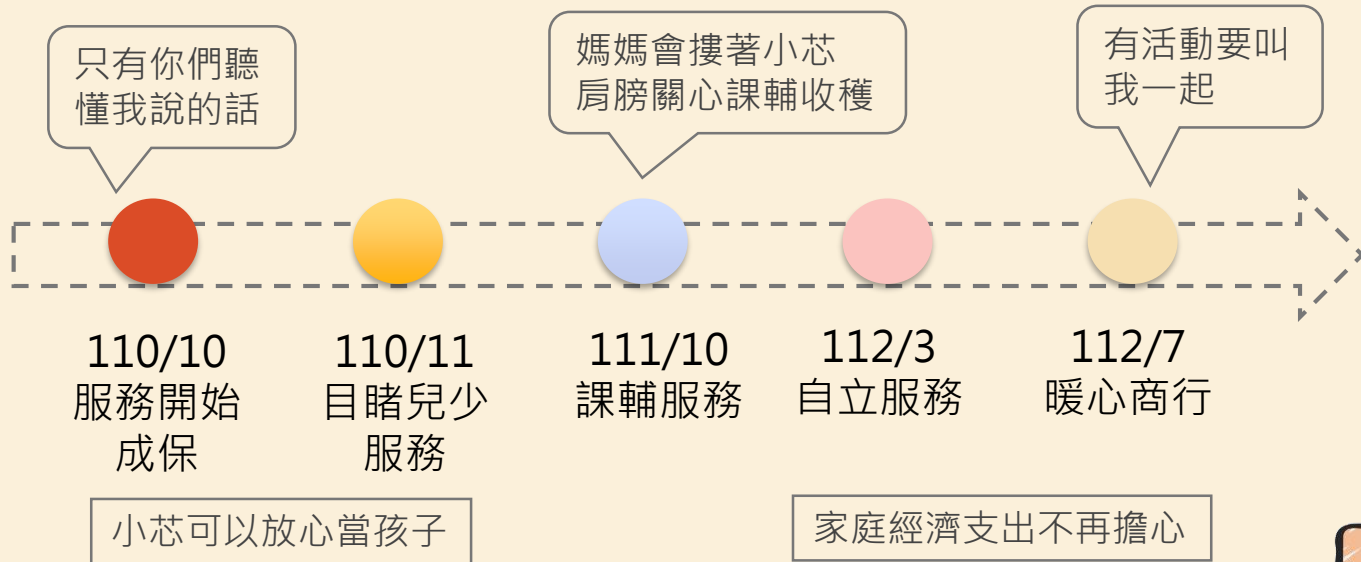 只有你們聽
懂我說的話
媽媽會摟著小芯
肩膀關心課輔收穫
有活動要叫
我一起
110/10
服務開始
成保
110/11
目睹兒少
服務
111/10
課輔服務
112/3
自立服務
112/7
暖心商行
小芯可以放心當孩子
家庭經濟支出不再擔心